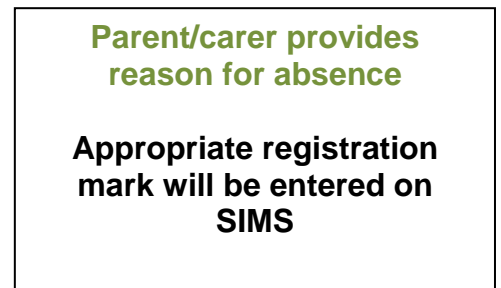 Parent/carer provides
reason for absence
Appropriate registration
mark will be entered on
SIMS